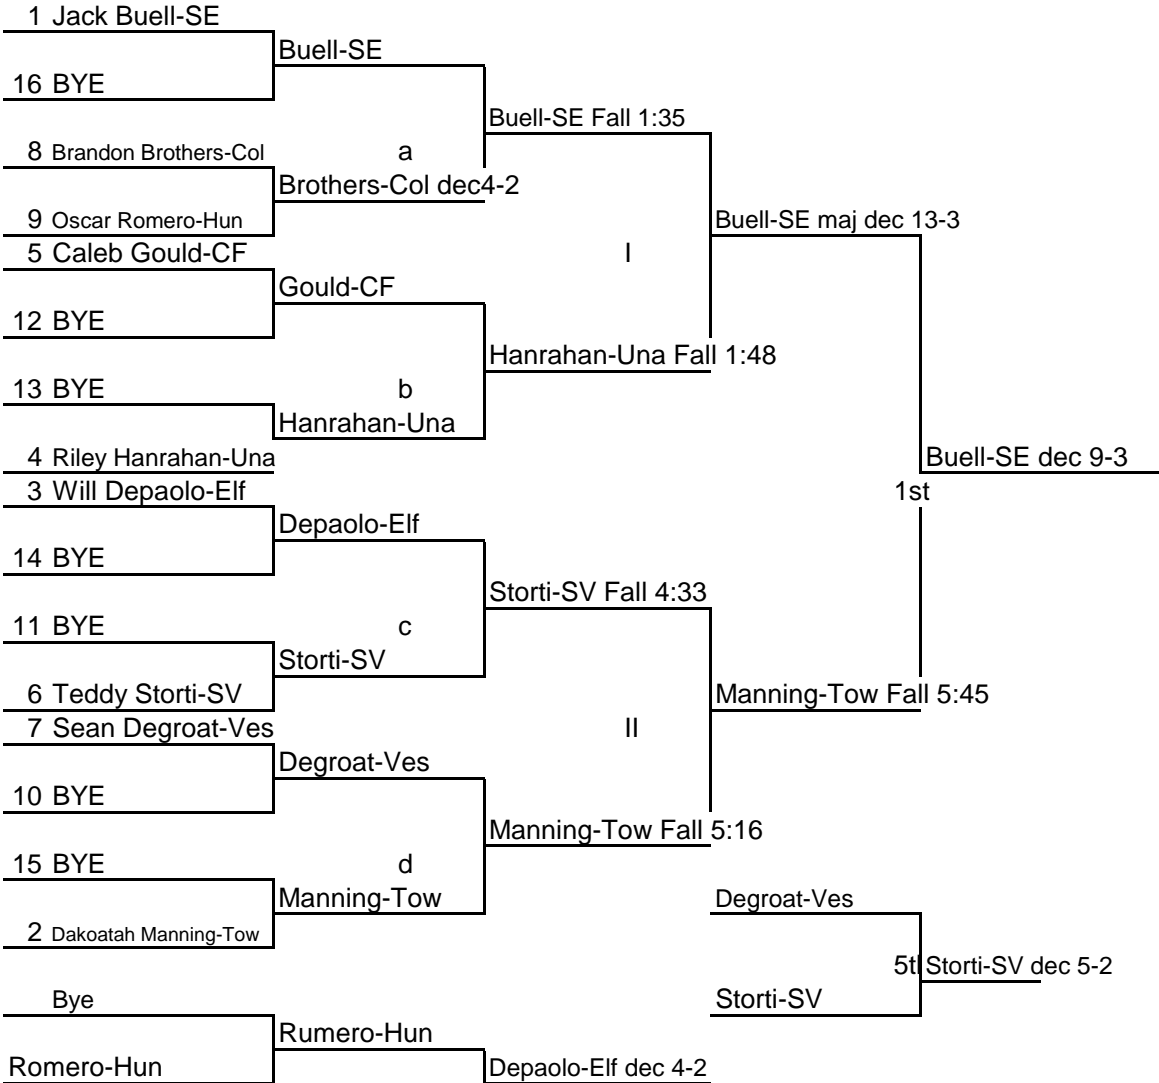 1 Jack Buell-SE
Buell-SE
16 BYE
Buell-SE Fall 1:35
8 Brandon Brothers-Col
a
Brothers-Col dec4-2
9 Oscar Romero-Hun
Buell-SE maj dec 13-3
5 Caleb Gould-CF
I
Gould-CF
12 BYE
Hanrahan-Una Fall 1:48
13 BYE
b
Hanrahan-Una
4 Riley Hanrahan-Una
Buell-SE dec 9-3
3 Will Depaolo-Elf
1st
Depaolo-Elf
14 BYE
Storti-SV Fall 4:33
11 BYE
c
Storti-SV
6 Teddy Storti-SV
Manning-Tow Fall 5:45
7 Sean Degroat-Ves
II
Degroat-Ves
10 BYE
Manning-Tow Fall 5:16
15 BYE
d
Manning-Tow
Degroat-Ves
2 Dakoatah Manning-Tow
Storti-SV dec 5-2
Bye
Storti-SV
Rumero-Hun
Romero-Hun
Depaolo-Elf dec 4-2